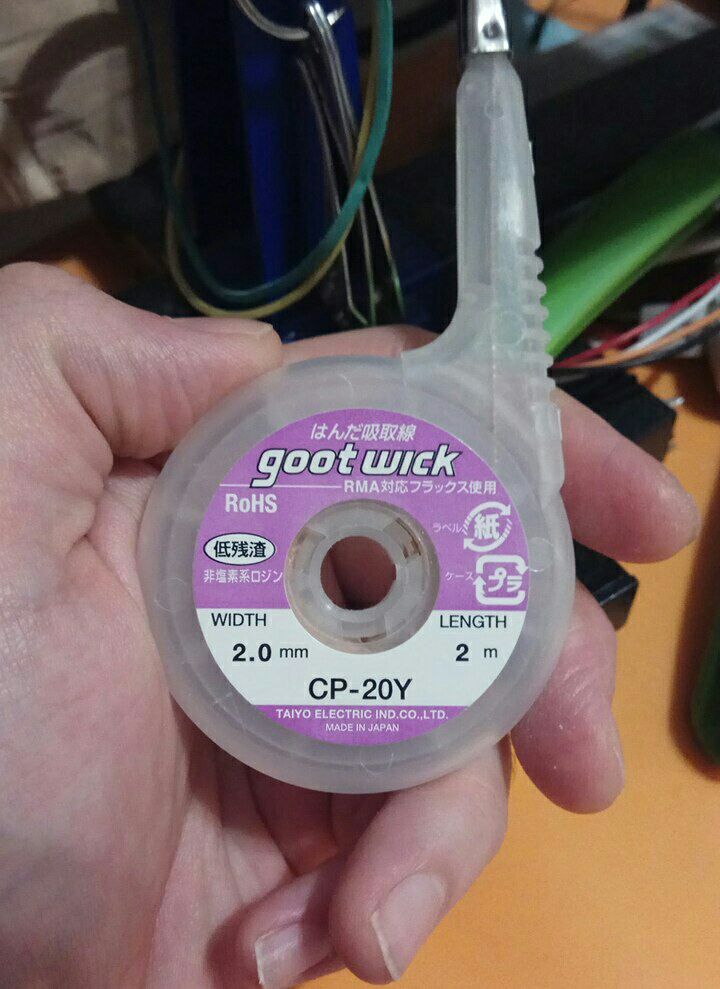 はんだ吸取線
goot wick
RMA対応フラックス使用
RoHS
ラベル 紙
低残渣
非塩素系ロジン
ケース プラ
WIDTH
2.0 mm
LENGTH
2 m
CP-20Y
TAIYO ELECTRIC IND.CO.,LTD.
MADE IN JAPAN